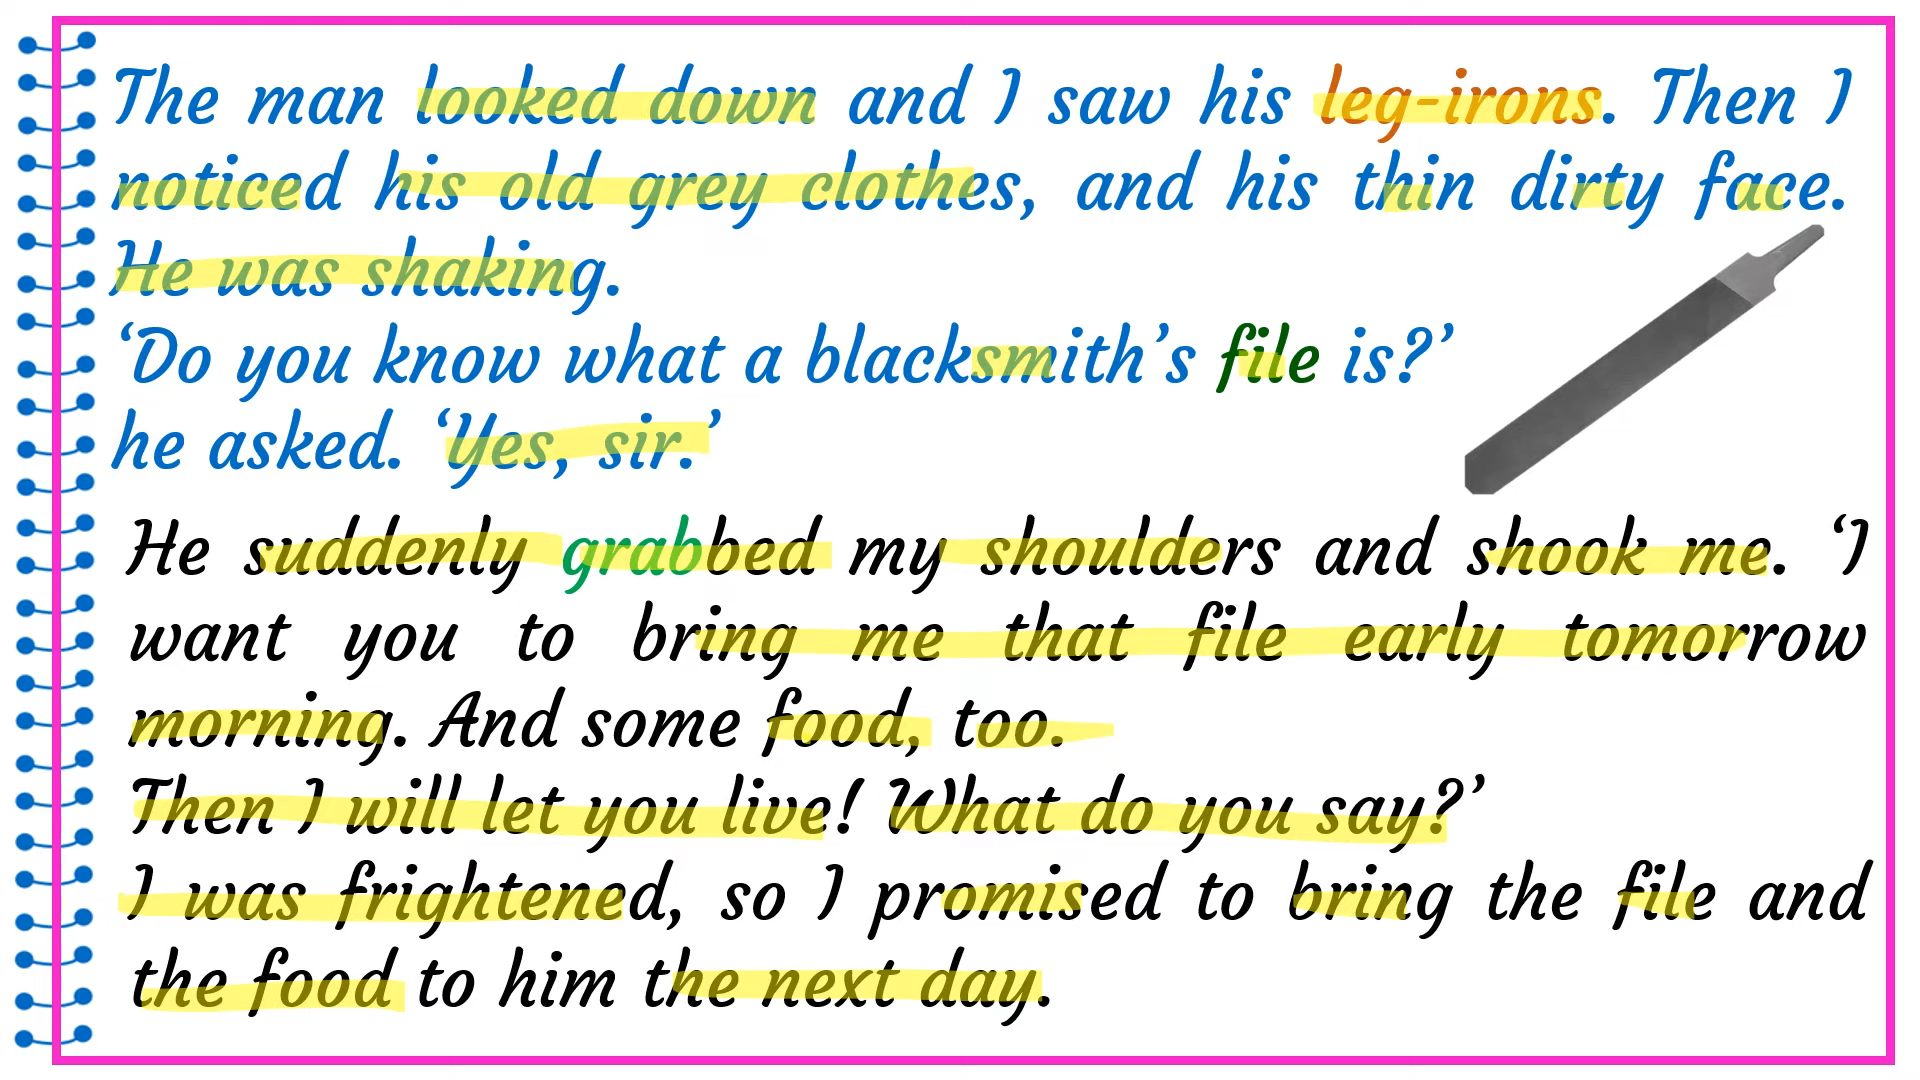 The man looked down and I saw his leg-irons. Then I
noticed his old grey clothes, and his thin dirty face.
He was shaking.
‘Do you know what a blacksmith’s file is?’
he asked. ‘Yes, sir.’
He suddenly grabbed my shoulders and shook me. ‘I
want you to bring me that file early tomorrow
morning. And some food, too.
Then I will let you live! What do you say?’
I was frightened, so I promised to bring the file and
the food to him the next day.